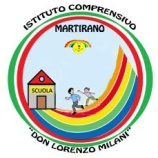 ISTITUTO COMPRENSIVO
MARTIRANO
SCUOLA
"DON LORENZO MILANI"